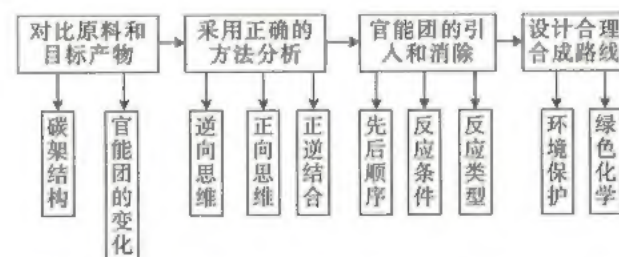 对比原料和
目标产物
采用正确的
方法分析
官能团的引
人和消除
设计合理
合成路线
碳架结构
官能团的变化
逆向思维
正向思维
正逆结合
先后顺序
反应条件
反应类型
环境保护
绿色化学